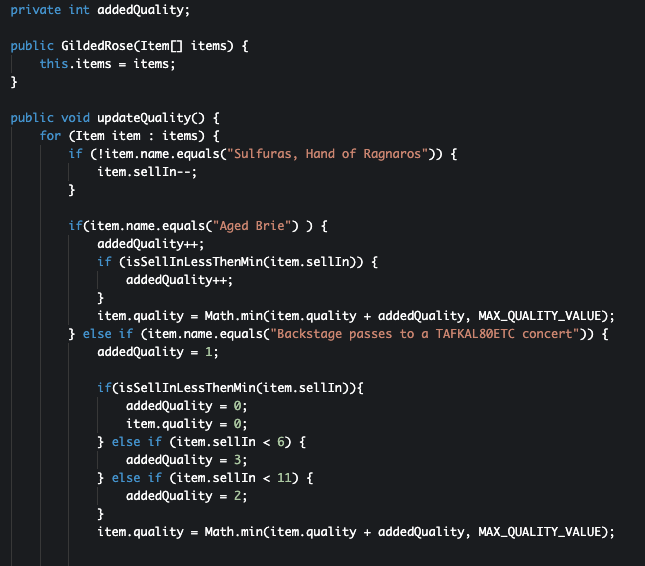 private int addedQuality;
public GildedRose(Item[] items) {
this.items = items;
}
public void updateQuality() {
for (Item item : items) {
if (!item.name.equals("Sulfuras, Hand of Ragnaros")) {
item.sellIn--;
}
if(item.name.equals("Aged Brie") ) {
addedQuality++;
if (isSellInLessThenMin(item.sellIn)) {
addedQuality++;
}
item.quality = Math.min(item.quality + addedQuality, MAX_QUALITY_VALUE);
} else if (item.name.equals("Backstage passes to a TAFKAL80ETC concert")) {
addedQuality = 1;
if(isSellInLessThenMin(item.sellIn)){
addedQuality = 0;
item.quality = 0;
} else if (item.sellIn < 6) {
addedQuality = 3;
} else if (item.sellIn < 11) {
addedQuality = 2;
}
item.quality = Math.min(item.quality + addedQuality, MAX_QUALITY_VALUE);